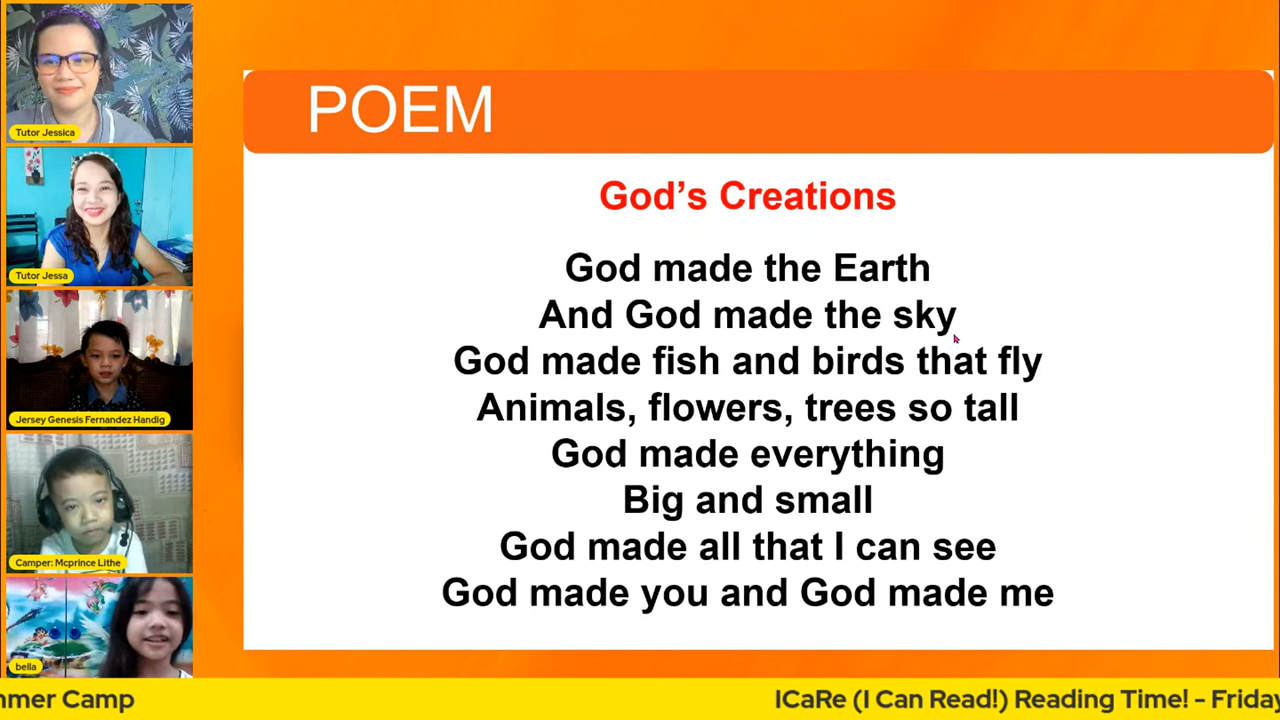 Tutor Jessica
Tutor Jessa
Jersey Genesis Fernandez Handig
Camper: Mcprince Lithe
bella
POEM
God's Creations
God made the Earth
And God made the sky
God made fish and birds that fly
Animals, flowers, trees so tall
God made everything
Big and small
God made all that I can see
God made you and God made me
mmer Camp
ICaRe (I Can Read!) Reading Time! - Friday